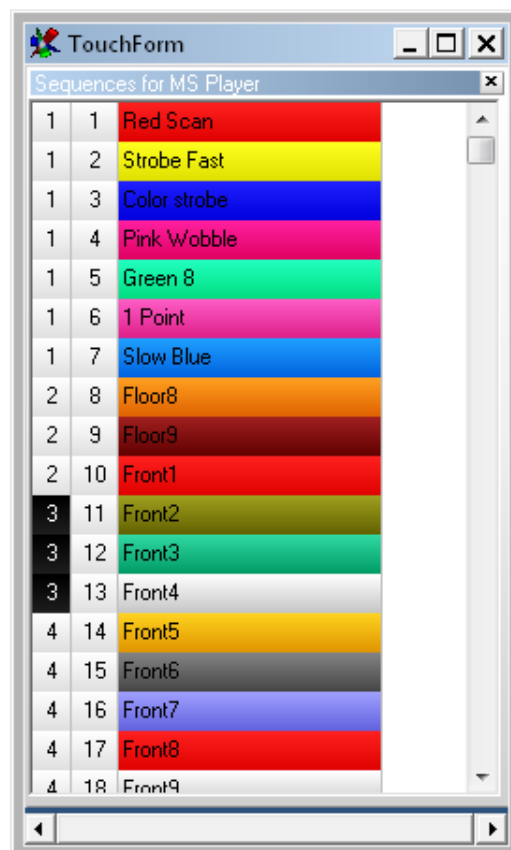 TouchForm
Sequences for MS Player
1 1 Red Scan
1 2 Strobe Fast
1 3 Color strobe
1 4 Pink Wobble
1 5 Green 8
1 6 1 Point
1 7 Slow Blue
2 8 Floor8
2 9 Floor9
2 10 Front1
3 11 Front2
3 12 Front3
3 13 Front4
4 14 Front5
4 15 Front6
4 16 Front7
4 17 Front8
4 18 Front9